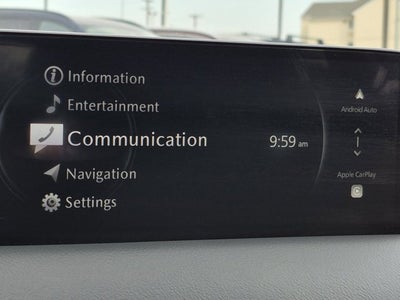 Information
Entertainment
Communication
9:59 am
Navigation
Settings
Android Auto
Apple CarPlay